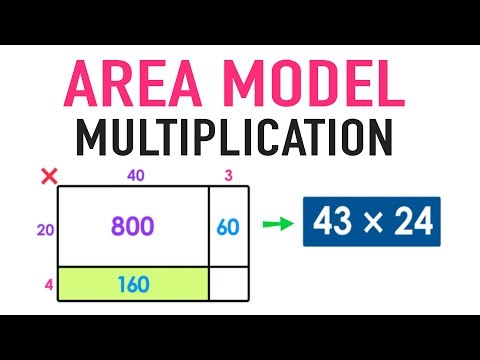 AREA MODEL
MULTIPLICATION
× 40 3
20 800 60 → 43 × 24
4 160